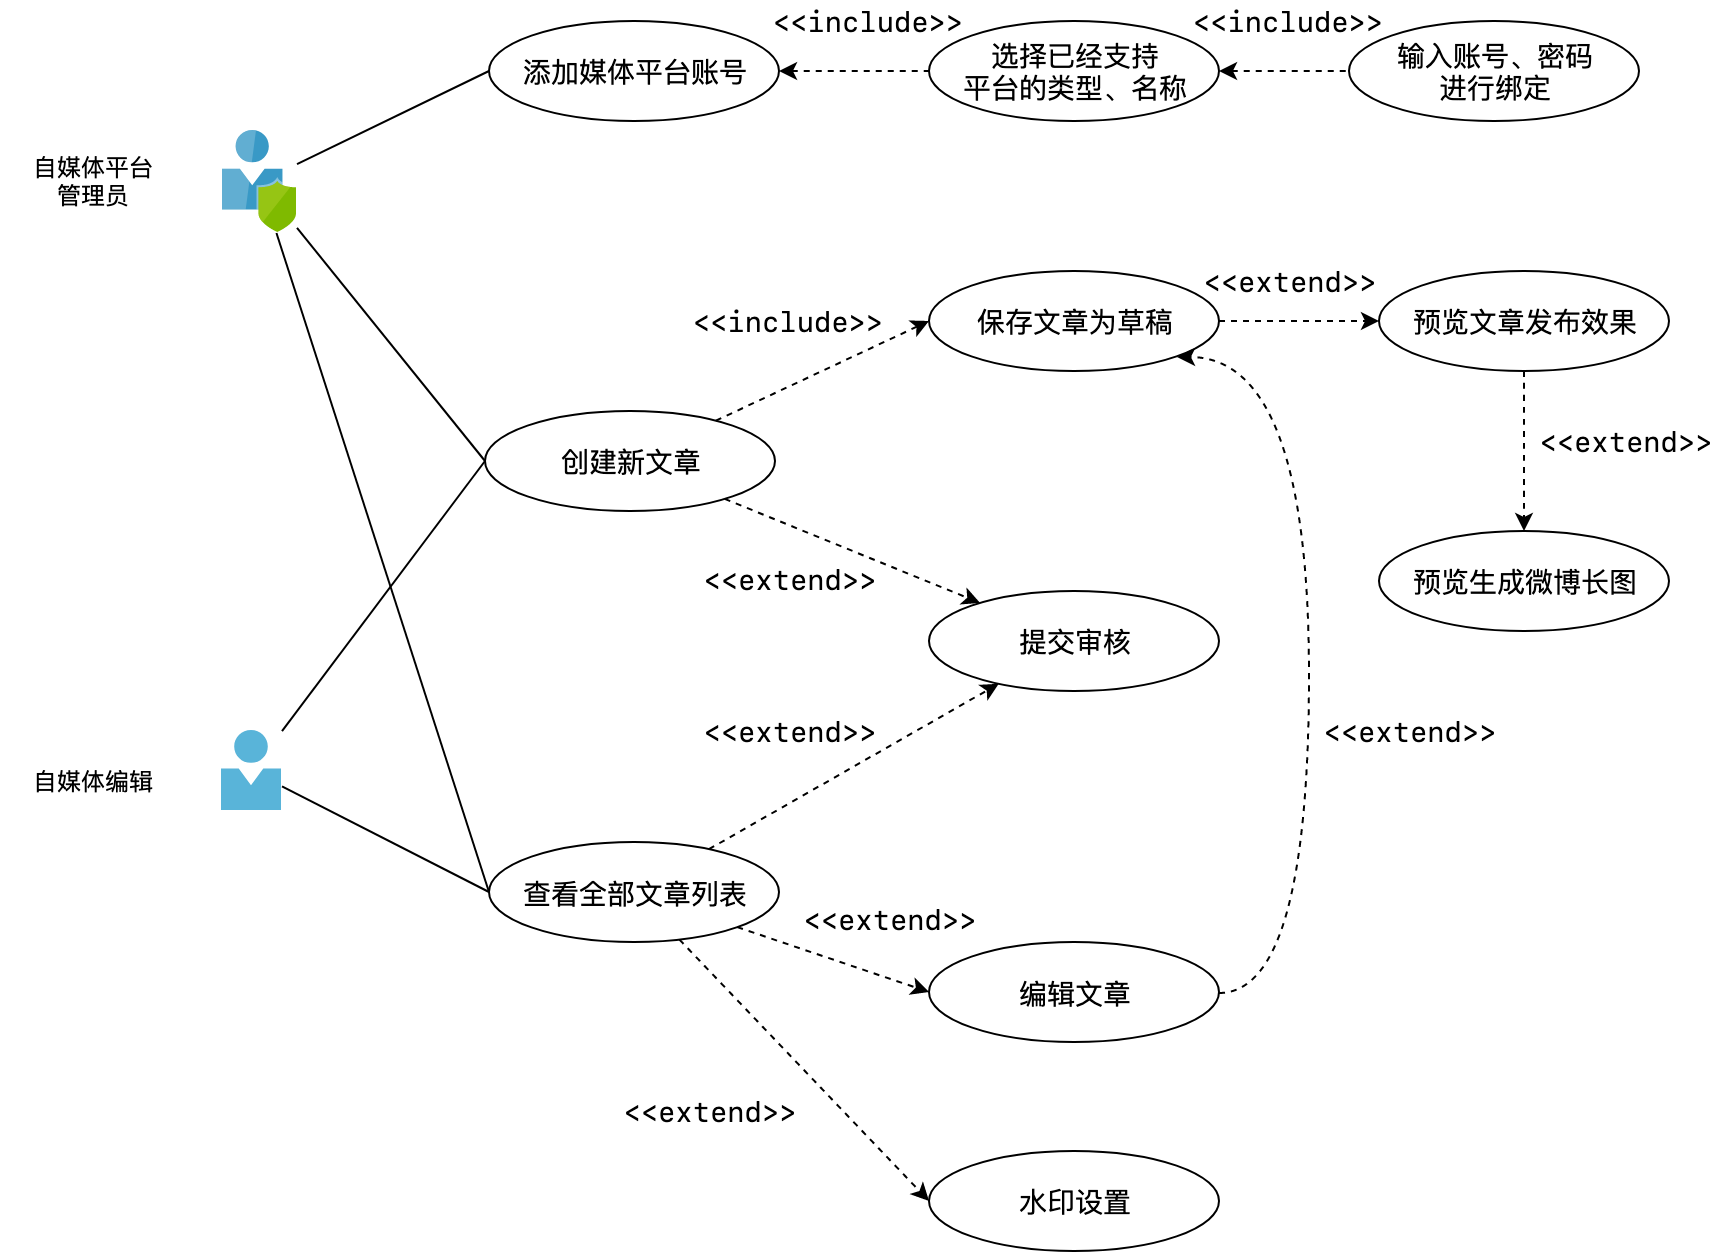 <<include>>
<<include>>
添加媒体平台账号
选择已经支持
平台的类型、名称
输入账号、密码
进行绑定
自媒体平台
管理员
<<include>>
保存文章为草稿
<<extend>>
预览文章发布效果
<<extend>>
创建新文章
<<extend>>
预览生成微博长图
提交审核
<<extend>>
<<extend>>
自媒体编辑
查看全部文章列表
<<extend>>
编辑文章
<<extend>>
水印设置